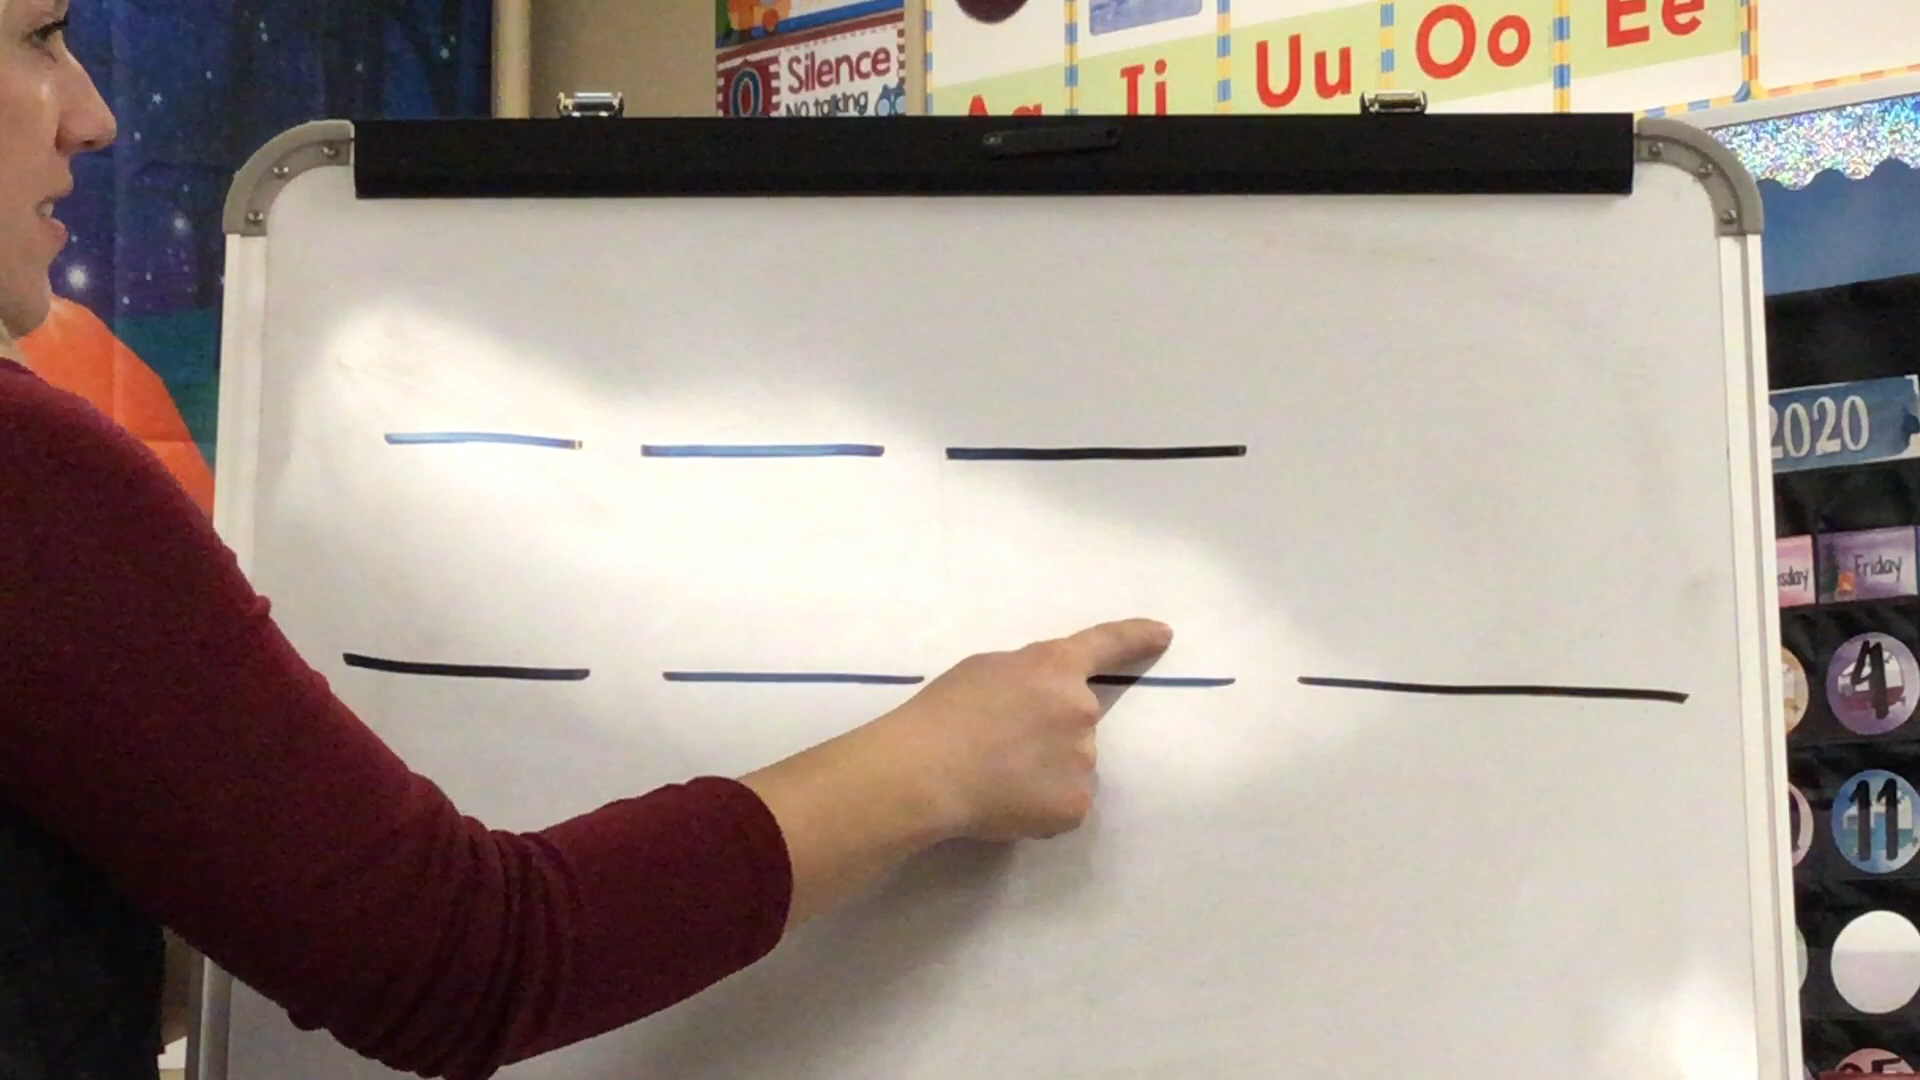 Silence
No talking
Aa Ii Uu Oo Ee
2020
Friday
4
11